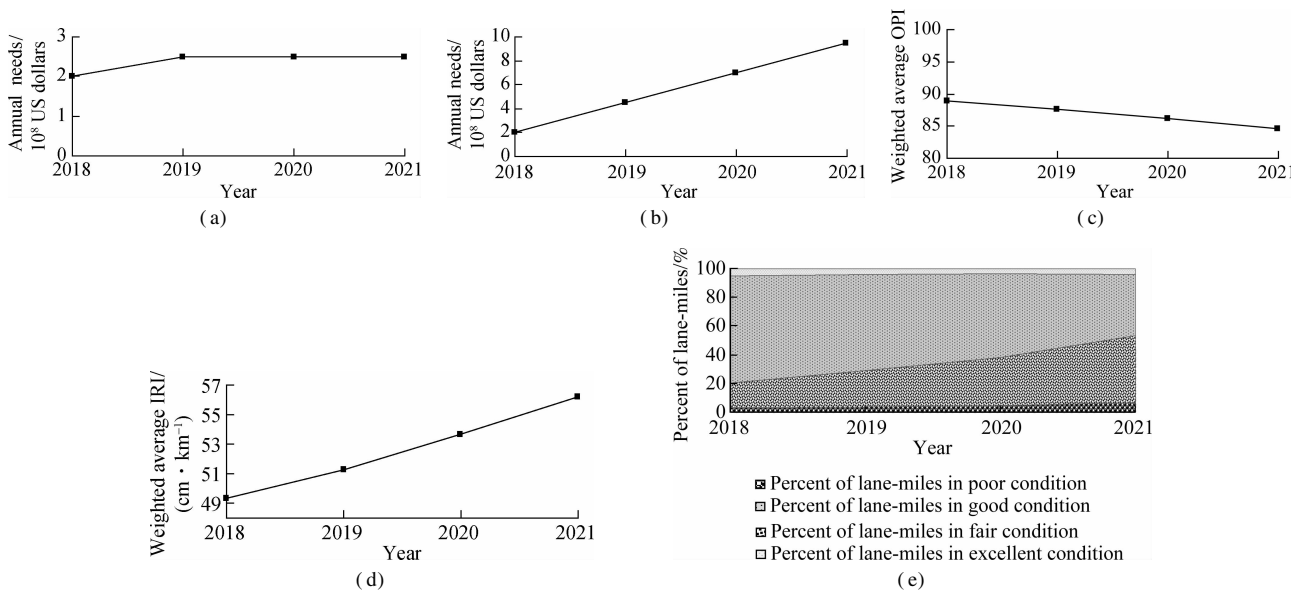 Annual needs/
10⁸ US dollars
3
2
1
0
2018 2019 2020 2021
Year
( a )
Annual needs/
10⁸ US dollars
10
8
6
4
2
0
2018 2019 2020 2021
Year
( b )
Weighted average OPI
100
95
90
85
80
2018 2019 2020 2021
Year
( c )
Weighted average IRI/
(cm · km⁻¹)
57
55
53
51
49
2018 2019 2020 2021
Year
( d )
Percent of lane-miles/%
100
80
60
40
20
0
2018 2019 2020 2021
Year
Percent of lane-miles in poor condition
Percent of lane-miles in good condition
Percent of lane-miles in fair condition
Percent of lane-miles in excellent condition
( e )